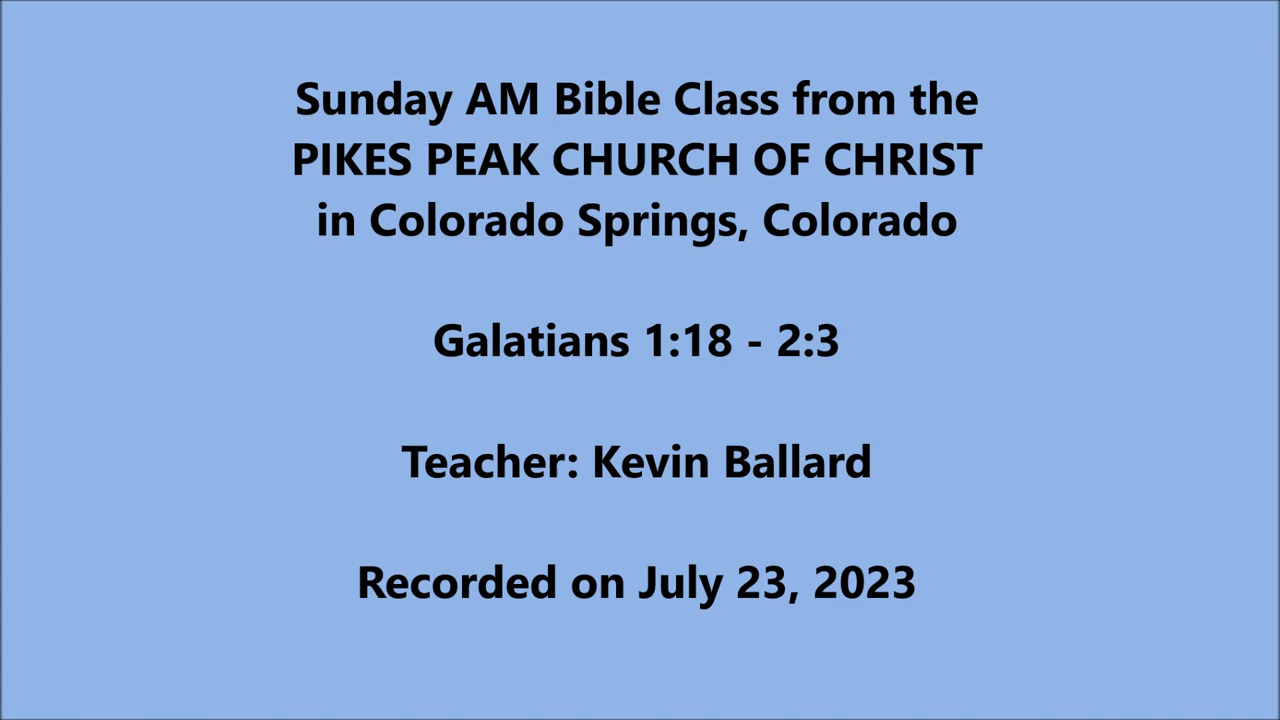 Sunday AM Bible Class from the
PIKES PEAK CHURCH OF CHRIST
in Colorado Springs, Colorado
Galatians 1:18 - 2:3
Teacher: Kevin Ballard
Recorded on July 23, 2023